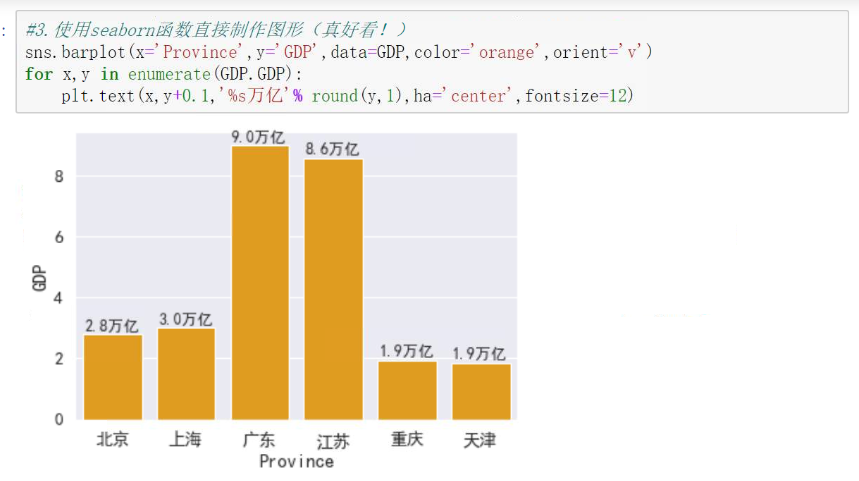 : #3.使用seaborn函数直接制作图形（真好看！）
sns.barplot(x='Province',y='GDP',data=GDP,color='orange',orient='v')
for x,y in enumerate(GDP.GDP):
    plt.text(x,y+0.1,'%s万亿'% round(y,1),ha='center',fontsize=12)
9.0万亿
8.6万亿
8
6
GDP
4
2.8万亿
3.0万亿
1.9万亿
1.9万亿
2
0
北京 上海 广东 江苏 重庆 天津
Province